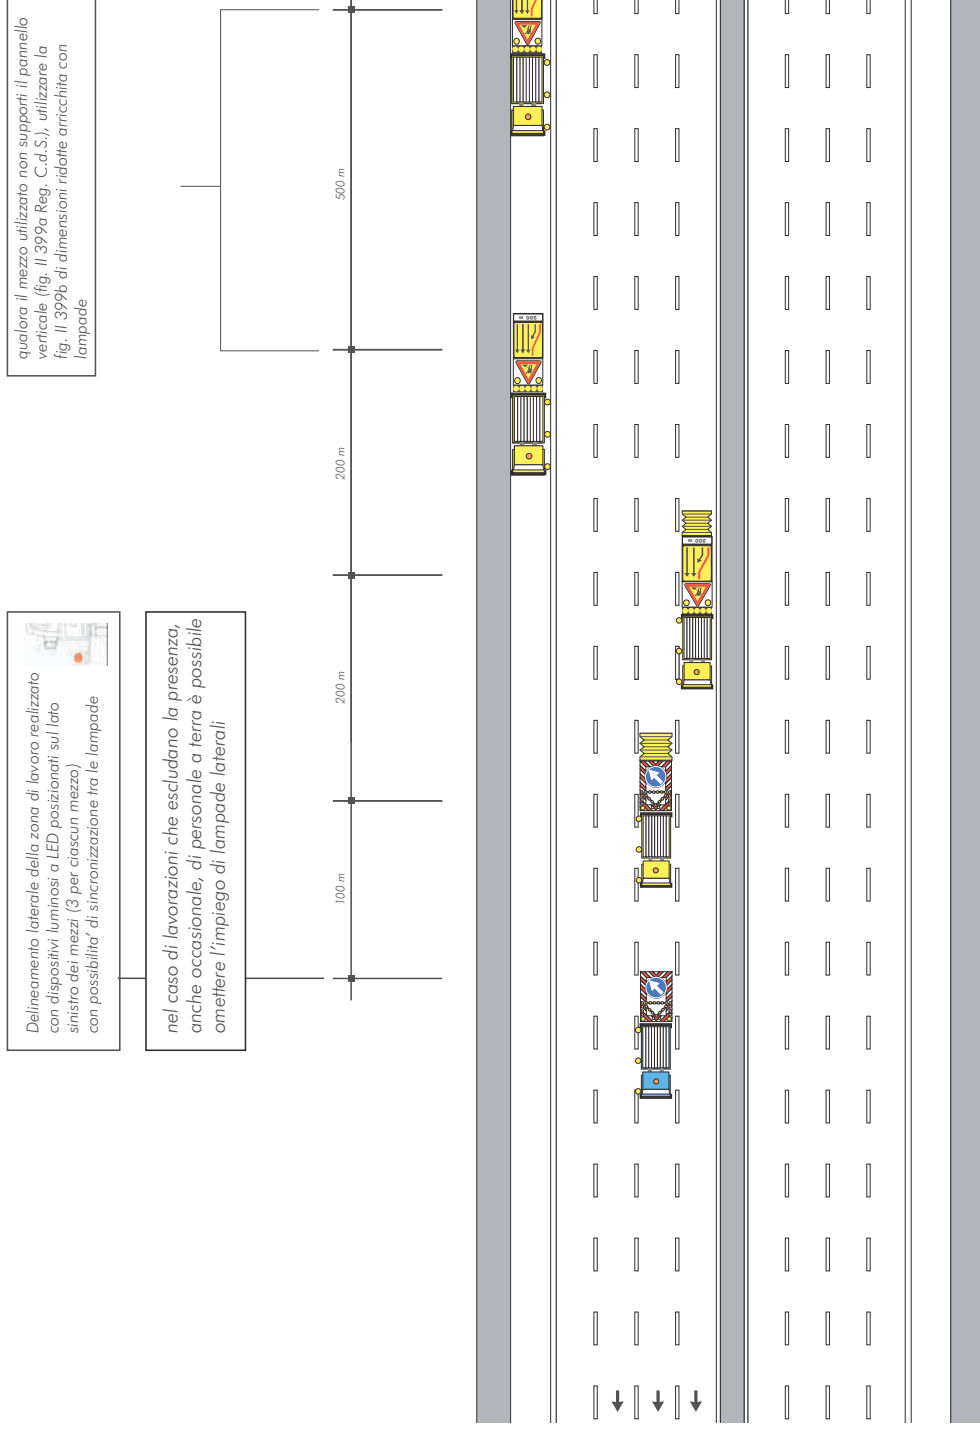 qualora il mezzo utilizzato non supporti il pannello
verticale (fig. II 399a Reg. C.d.S.), utilizzare la
fig. II 399b di dimensioni ridotte arricchita con
lampade
500 m
200 m
200 m
100 m
Delineamento laterale della zona di lavoro realizzato
con dispositivi luminosi a LED posizionati sul lato
sinistro dei mezzi (3 per ciascun mezzo)
con possibilita’ di sincronizzazione tra le lampade
nel caso di lavorazioni che escludano la presenza,
anche occasionale, di personale a terra è possibile
omettere l’impiego di lampade laterali
300 m
300 m